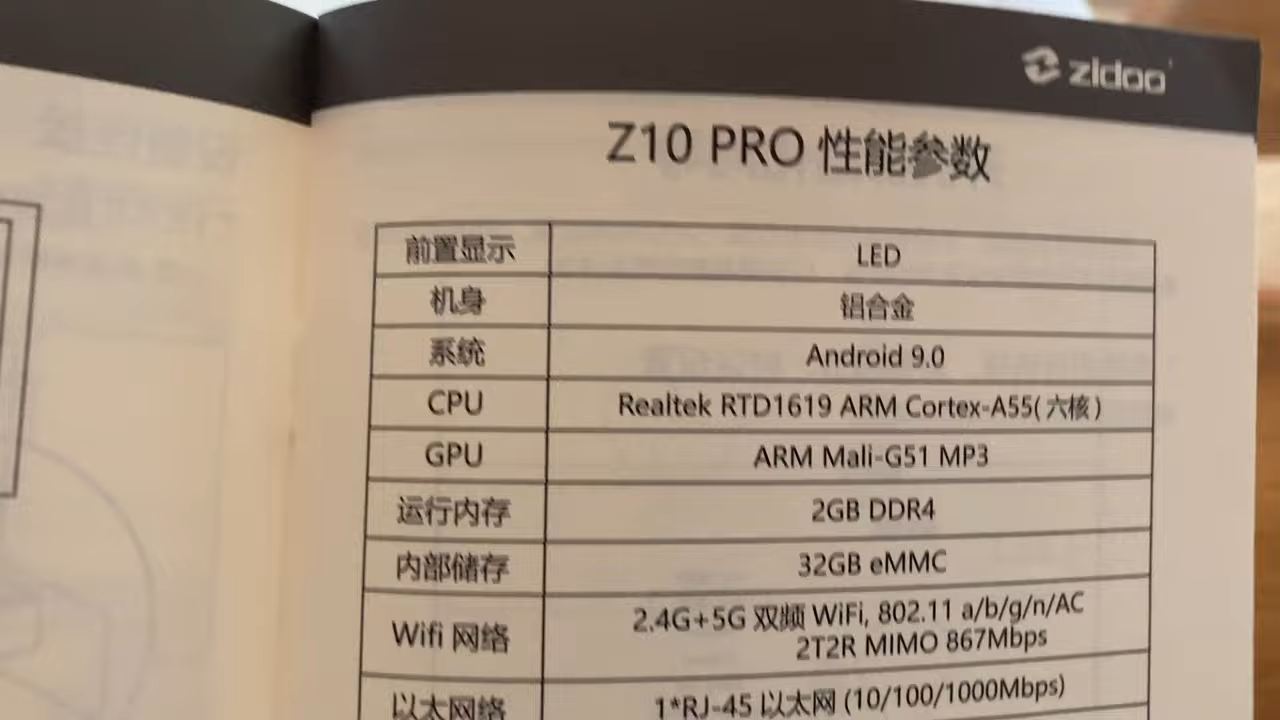 zidoo
Z10 PRO 性能参数
前置显示 LED
机身 铝合金
系统 Android 9.0
CPU Realtek RTD1619 ARM Cortex-A55(六核)
GPU ARM Mali-G51 MP3
运行内存 2GB DDR4
内部储存 32GB eMMC
Wifi 网络 2.4G+5G 双频 WiFi, 802.11 a/b/g/n/AC
2T2R MIMO 867Mbps
以太网络 1*RJ-45 以太网 (10/100/1000Mbps)